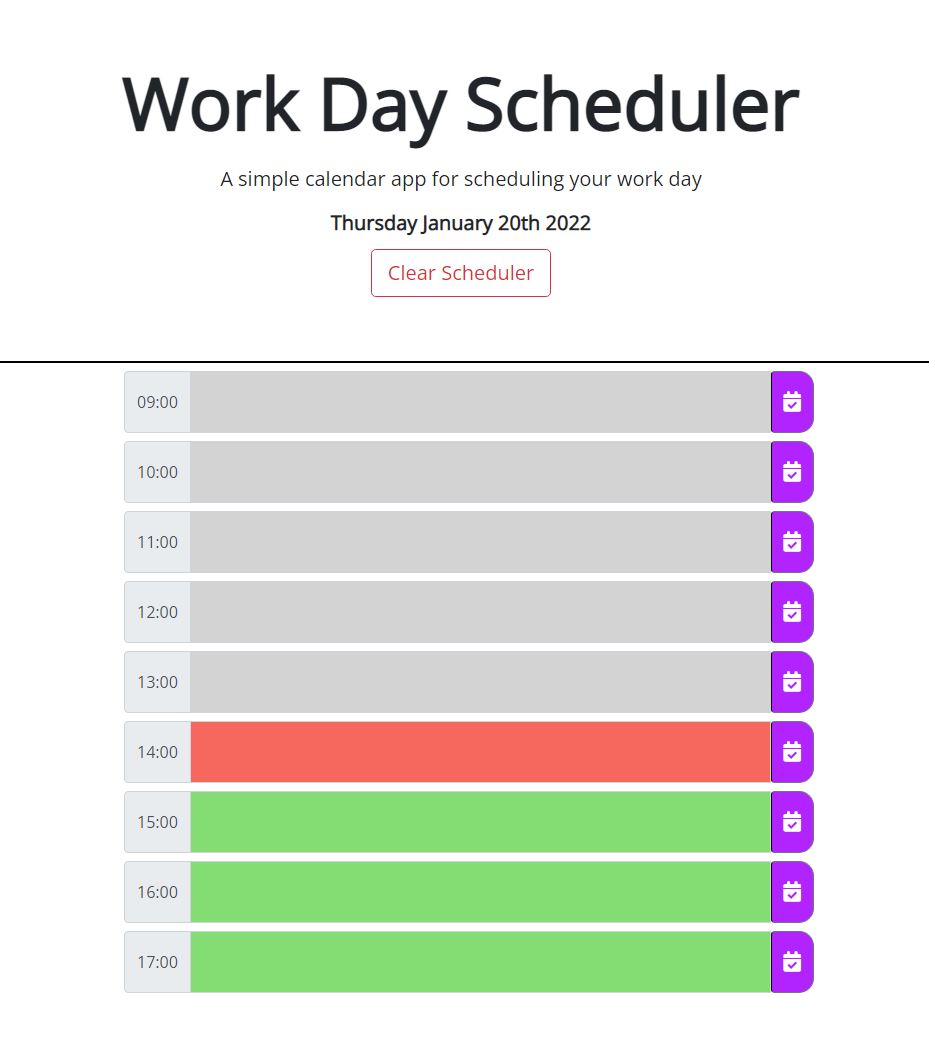 Work Day Scheduler
A simple calendar app for scheduling your work day
Thursday January 20th 2022
Clear Scheduler
09:00
10:00
11:00
12:00
13:00
14:00
15:00
16:00
17:00